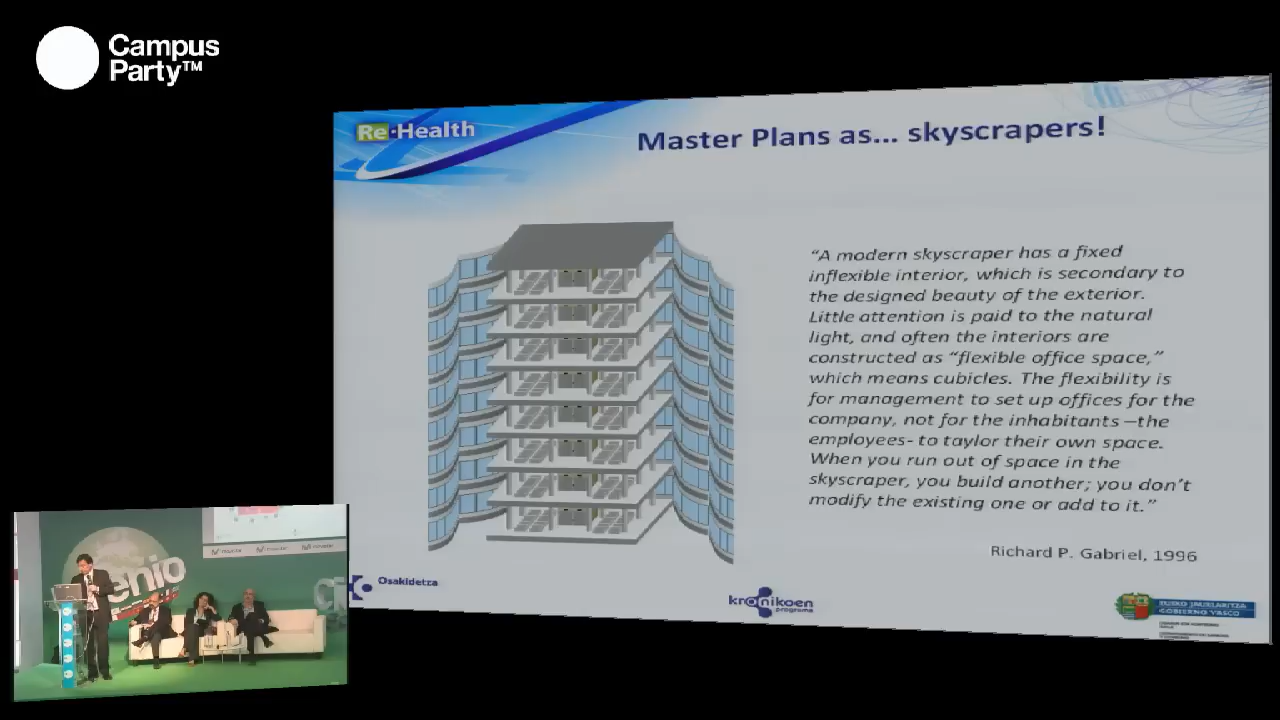 Campus
Party™
Re·Health
Master Plans as... skyscrapers!
“A modern skyscraper has a fixed
inflexible interior, which is secondary to
the designed beauty of the exterior.
Little attention is paid to the natural
light, and often the interiors are
constructed as “flexible office space,”
which means cubicles. The flexibility is
for management to set up offices for the
company, not for the inhabitants –the
employees- to taylor their own space.
When you run out of space in the
skyscraper, you build another; you don’t
modify the existing one or add to it.”
Richard P. Gabriel, 1996
Osakidetza
kronikoen
programa
EUSKO JAURLARITZA
GOBIERNO VASCO
enio